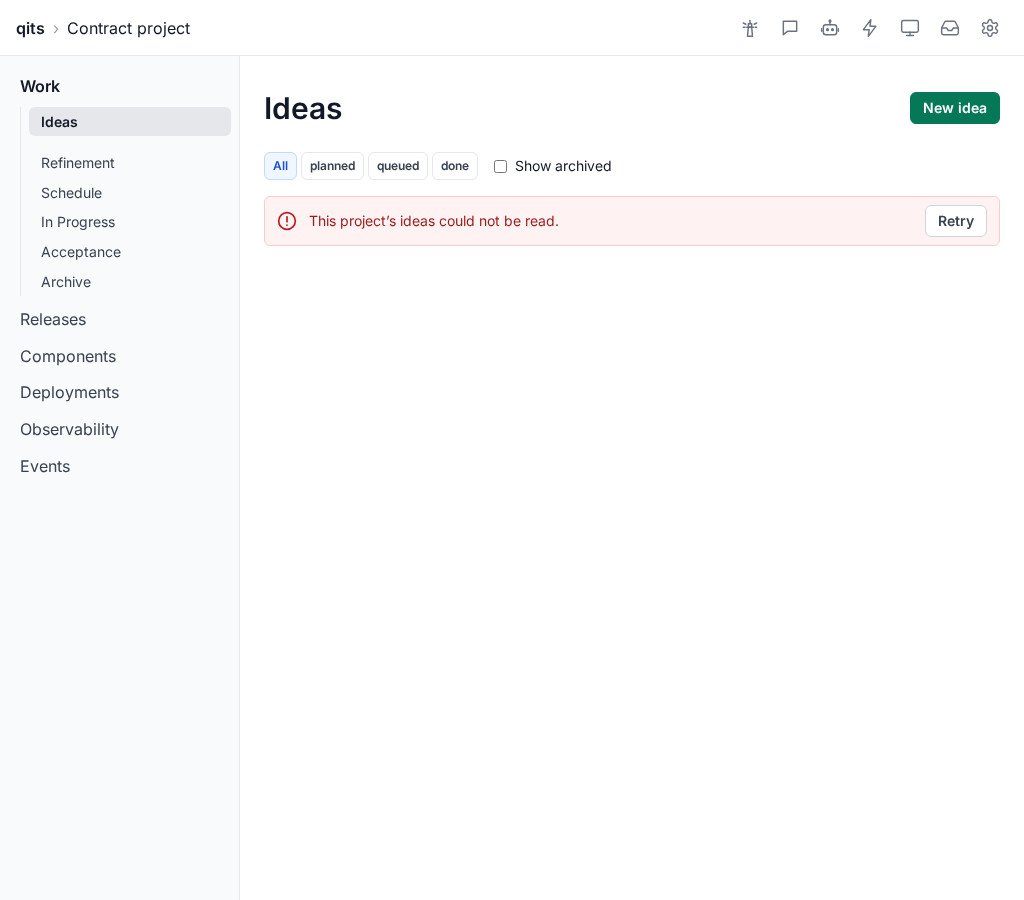 qits › Contract project
Work
Ideas
Refinement
Schedule
In Progress
Acceptance
Archive
Releases
Components
Deployments
Observability
Events
Ideas
New idea
All planned queued done Show archived
This project’s ideas could not be read. Retry